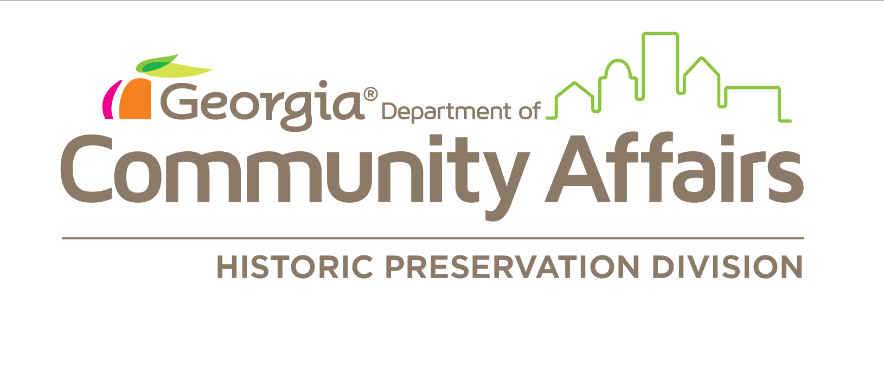 Georgia® Department of
Community Affairs
HISTORIC PRESERVATION DIVISION